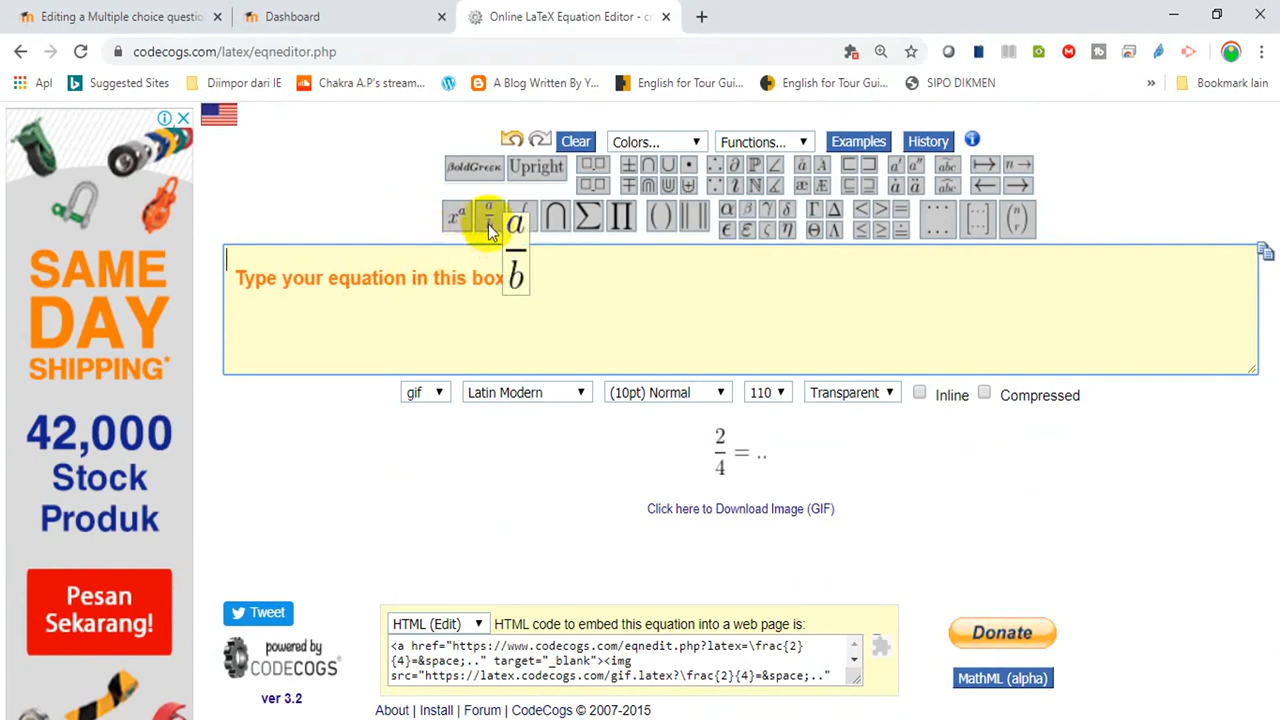 Editing a Multiple choice questio
Dashboard
Online LaTeX Equation Editor - cr
codecogs.com/latex/eqneditor.php
Apl
Suggested Sites
Diimpor dari IE
Chakra A.P's stream...
A Blog Written By Y...
English for Tour Gui...
English for Tour Gui...
SIPO DIKMEN
»
Bookmark lain
Clear
Colors...
Functions...
Examples
History
BoldGreek
Upright
Type your equation in this box
a
b
gif
Latin Modern
(10pt) Normal
110
Transparent
Inline
Compressed
2
4
= ..
Click here to Download Image (GIF)
SAME
DAY
SHIPPING*
42,000
Stock
Produk
Pesan
Sekarang!
Tweet
powered by
CODECOGS
ver 3.2
HTML (Edit)
HTML code to embed this equation into a web page is:
<a href="https://www.codecogs.com/eqnedit.php?latex=\frac{2}
{4}=&space;.." target="_blank"><img
src="https://latex.codecogs.com/gif.latex?\frac{2}{4}=&space;.."
Donate
MathML (alpha)
About | Install | Forum | CodeCogs © 2007-2015